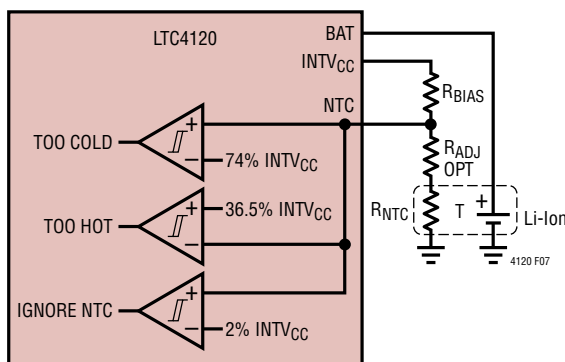 LTC4120
BAT
INTVCC
NTC
RBIAS
TOO COLD
+
–
74% INTVCC
RADJ
OPT
TOO HOT
+
–
36.5% INTVCC
RNTC
T
+
Li-Ion
4120 F07
IGNORE NTC
+
–
2% INTVCC